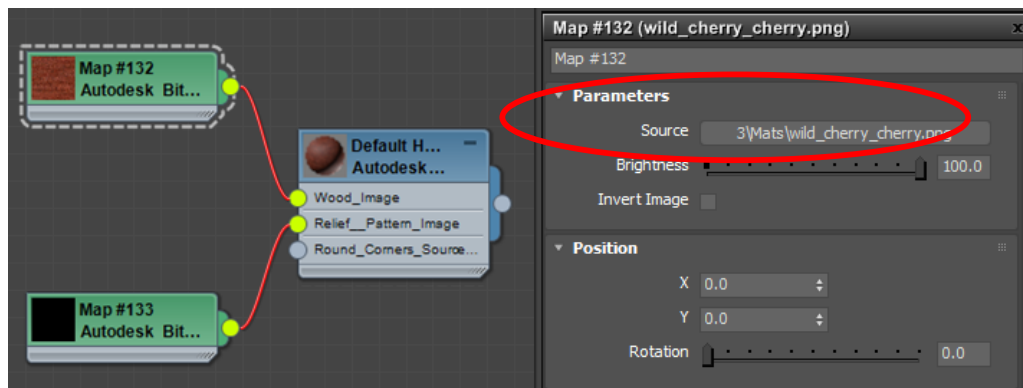 Map #132
Autodesk Bit...
Default H...
Autodesk...
Wood_Image
Relief__Pattern_Image
Round_Corners_Source...
Map #133
Autodesk Bit...
Map #132 (wild_cherry_cherry.png)
x
Map #132
Parameters
Source 3\Mats\wild_cherry_cherry.png
Brightness 100.0
Invert Image
Position
X 0.0
Y 0.0
Rotation 0.0